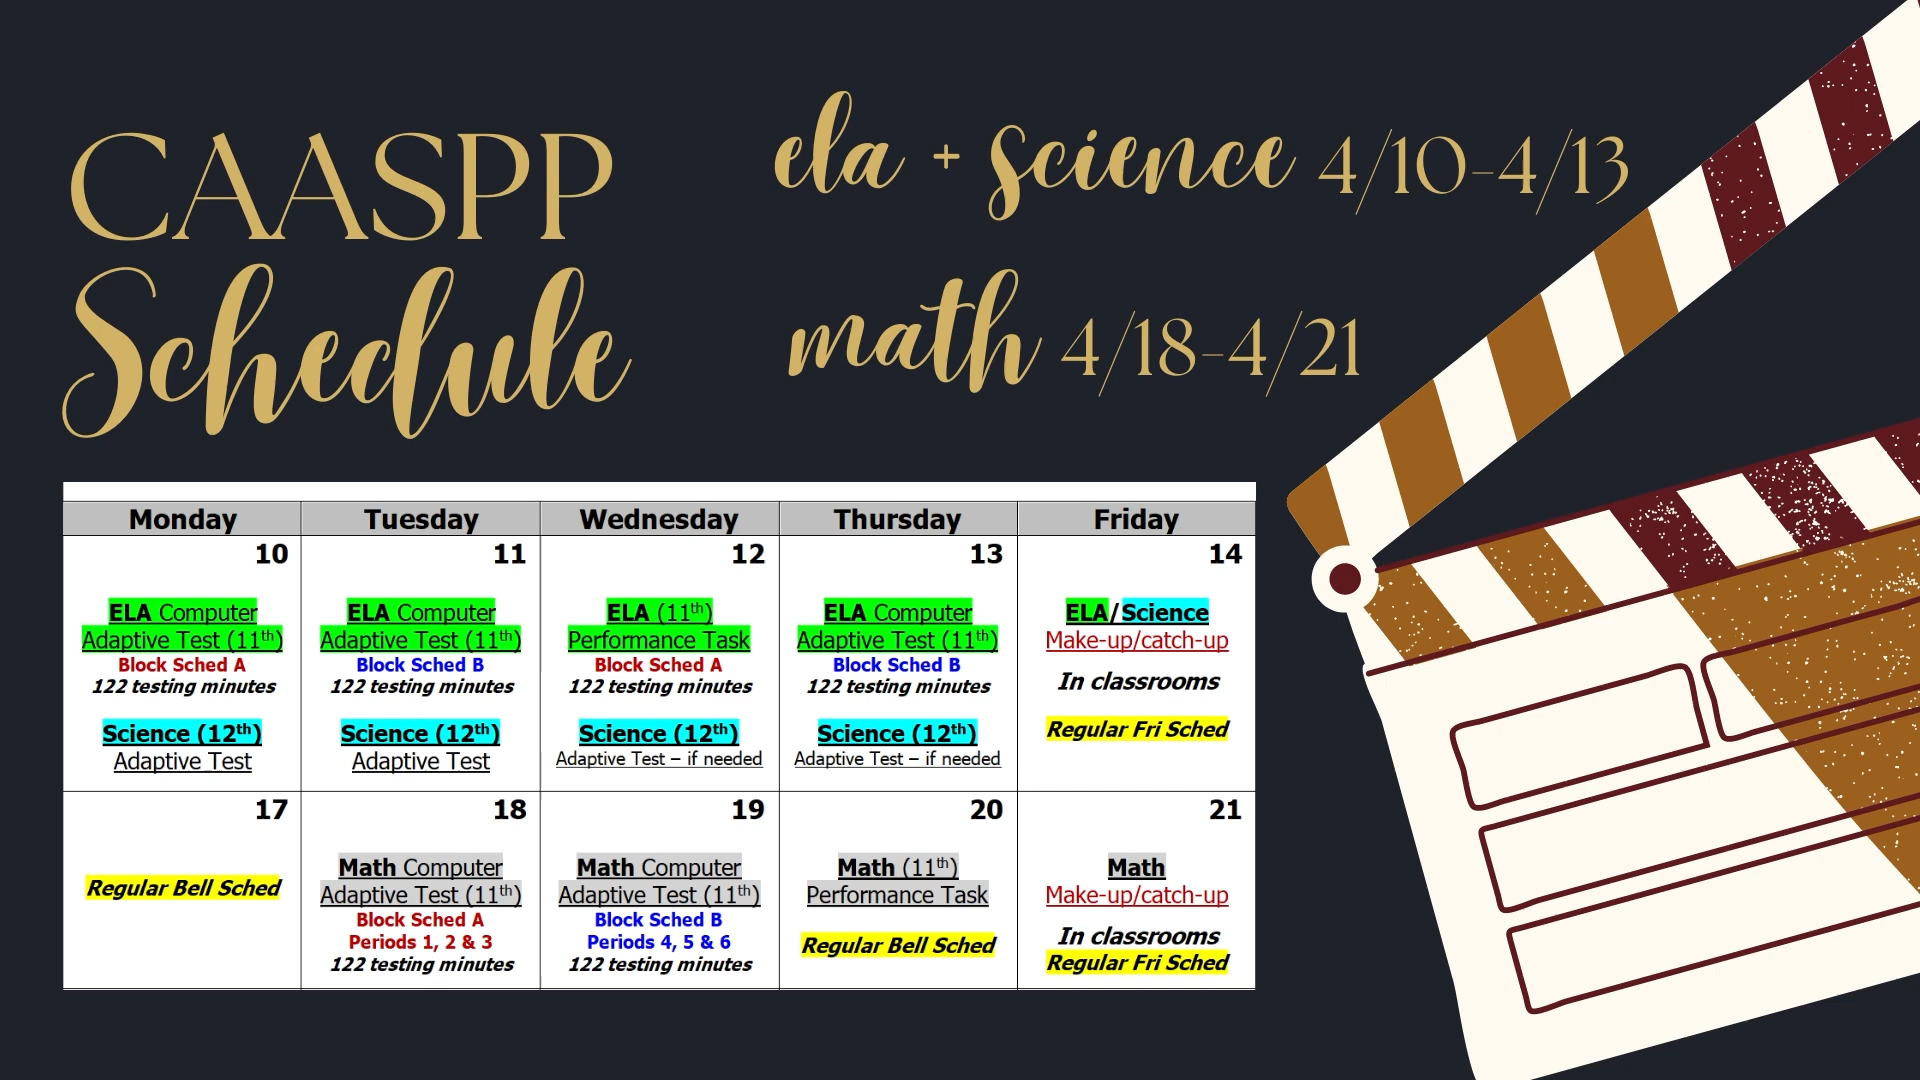 CAASPP
Schedule
ela + science 4/10-4/13
math 4/18-4/21
Monday Tuesday Wednesday Thursday Friday
10
ELA Computer
Adaptive Test (11th)
Block Sched A
122 testing minutes
Science (12th)
Adaptive Test
11
ELA Computer
Adaptive Test (11th)
Block Sched B
122 testing minutes
Science (12th)
Adaptive Test
12
ELA (11th)
Performance Task
Block Sched A
122 testing minutes
Science (12th)
Adaptive Test – if needed
13
ELA Computer
Adaptive Test (11th)
Block Sched B
122 testing minutes
Science (12th)
Adaptive Test – if needed
14
ELA/Science
Make-up/catch-up
In classrooms
Regular Fri Sched
17
Regular Bell Sched
18
Math Computer
Adaptive Test (11th)
Block Sched A
Periods 1, 2 & 3
122 testing minutes
19
Math Computer
Adaptive Test (11th)
Block Sched B
Periods 4, 5 & 6
122 testing minutes
20
Math (11th)
Performance Task
Regular Bell Sched
21
Math
Make-up/catch-up
In classrooms
Regular Fri Sched